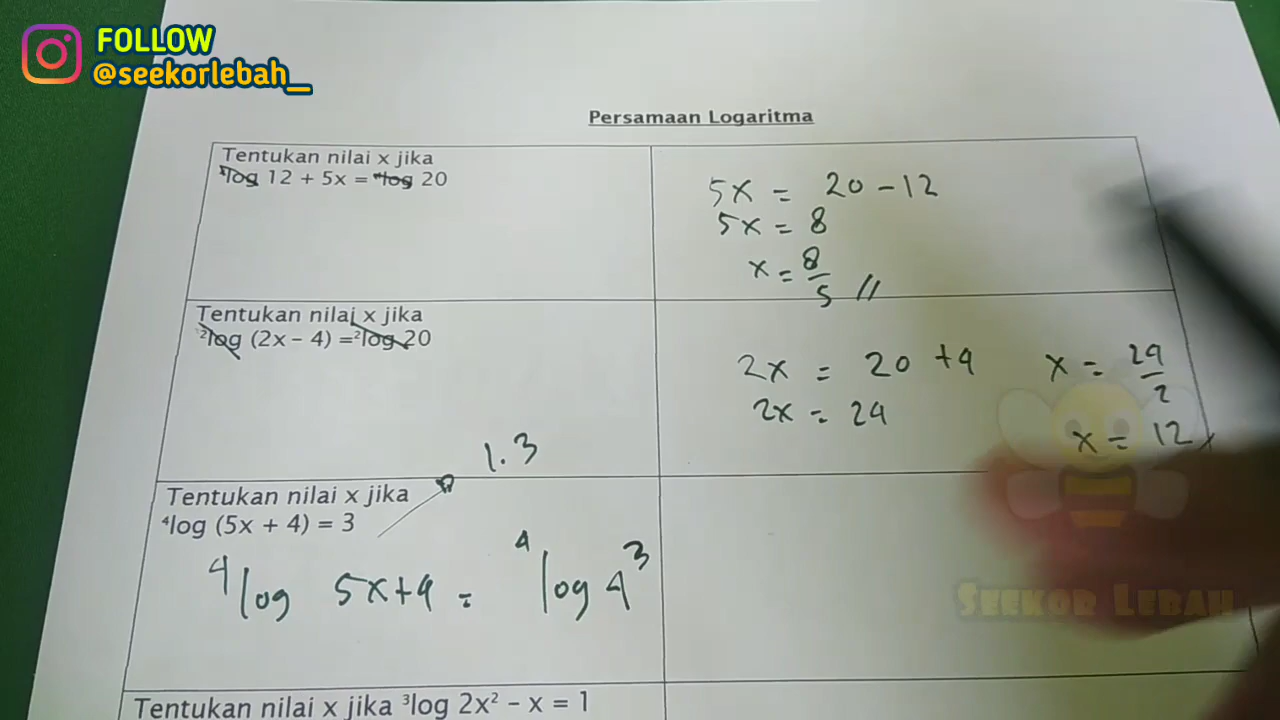 FOLLOW
@seekorlebah_
Persamaan Logaritma
Tentukan nilai x jika
log 12 + 5x = ⁴log 20
5x = 20 - 12
5x = 8
x = 8/5 //
Tentukan nilai x jika
²log (2x – 4) =²log 20
2x = 20 + 4
2x = 24
x = 24/2
x = 12
1.3
Tentukan nilai x jika
⁴log (5x + 4) = 3
⁴log 5x+4 = ⁴log 4³
SEEKOR LEBAH
Tentukan nilai x jika ³log 2x² – x = 1